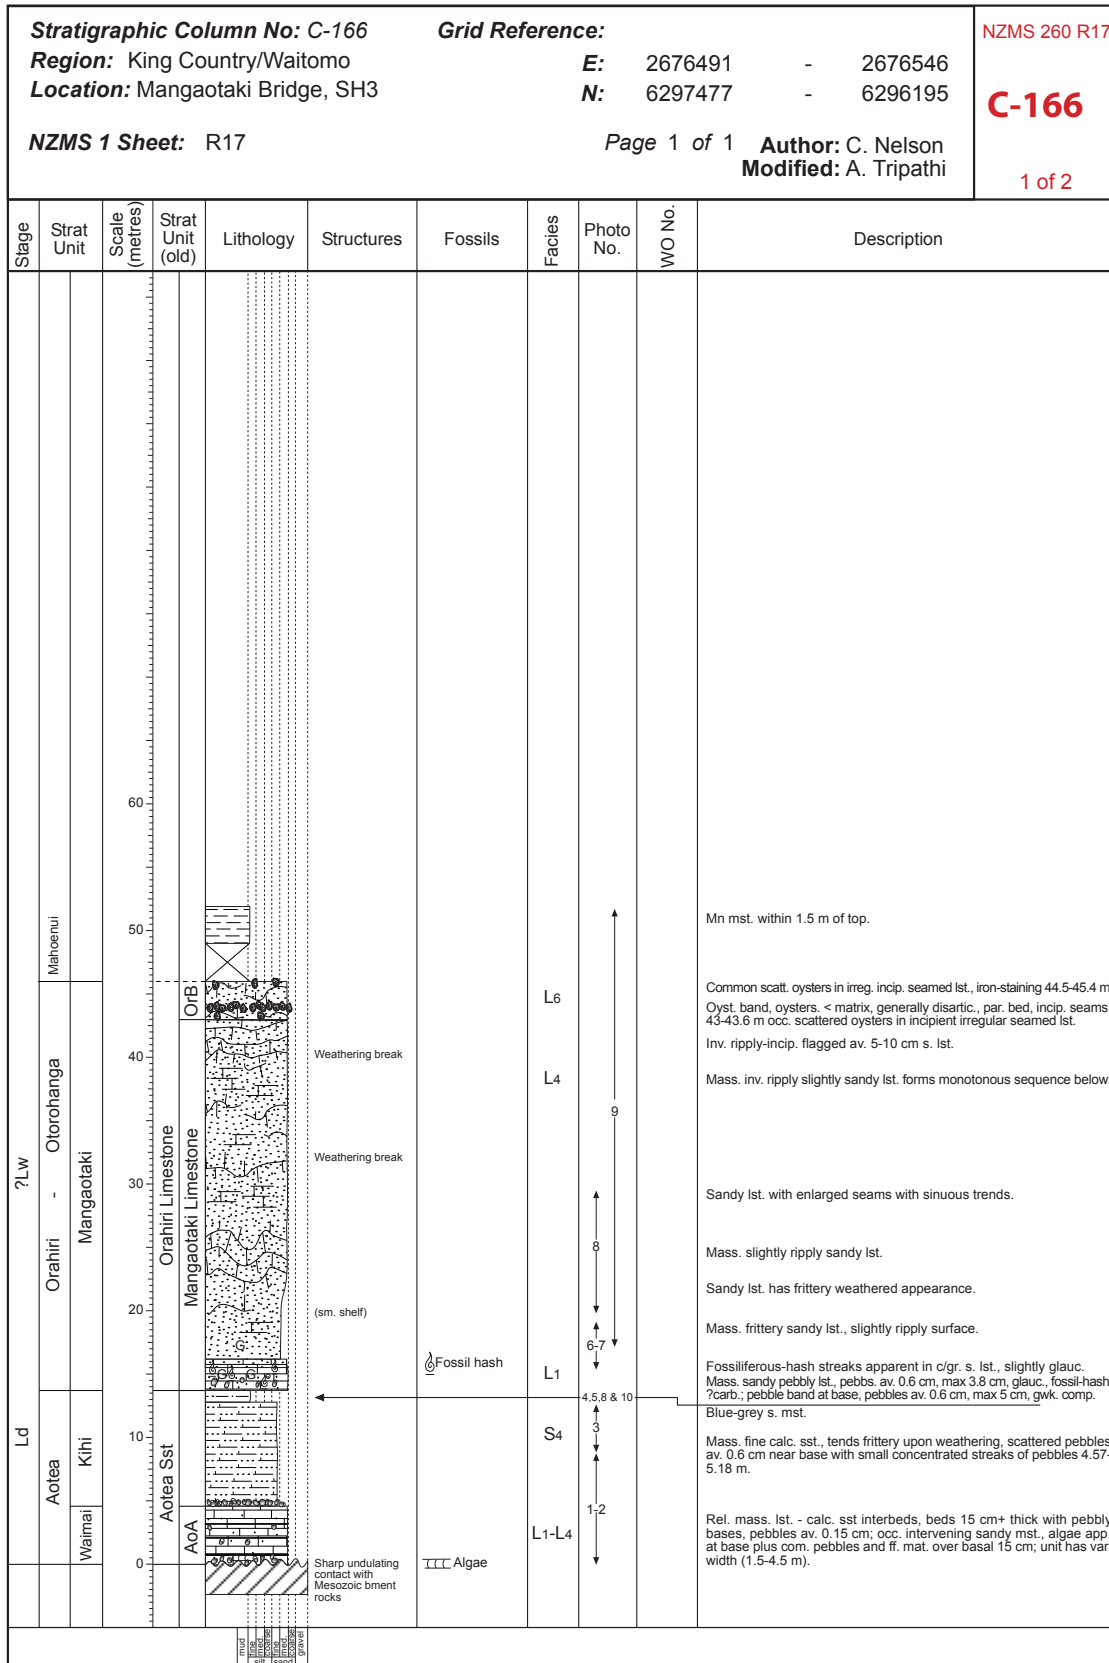 Stratigraphic Column No: C-166
Grid Reference:
NZMS 260 R17
Region: King Country/Waitomo
E: 2676491 - 2676546
Location: Mangaotaki Bridge, SH3
N: 6297477 - 6296195
C-166
NZMS 1 Sheet: R17
Page 1 of 1
Author: C. Nelson
Modified: A. Tripathi
1 of 2
Stage
Strat Unit
Scale (metres)
Strat Unit (old)
Lithology
Structures
Fossils
Facies
Photo No.
WO No.
Description
60
50
40
30
20
10
0
?Lw
Ld
Mahoenui
Orahiri - Otorohanga
Mangaotaki
Aotea
Kihi
Waimai
Orahiri Limestone
Mangaotaki Limestone
OrB
Aotea Sst
AoA
G
G
G
Weathering break
Weathering break
(sm. shelf)
Sharp undulating
contact with
Mesozoic bment
rocks
Fossil hash
Algae
L6
L4
L1
S4
L1-L4
9
8
6-7
4,5,8 & 10
3
1-2
Mn mst. within 1.5 m of top.
Common scatt. oysters in irreg. incip. seamed lst., iron-staining 44.5-45.4 m
Oyst. band, oysters. < matrix, generally disartic., par. bed, incip. seams
43-43.6 m occ. scattered oysters in incipient irregular seamed lst.
Inv. ripply-incip. flagged av. 5-10 cm s. lst.
Mass. inv. ripply slightly sandy lst. forms monotonous sequence below.
Sandy lst. with enlarged seams with sinuous trends.
Mass. slightly ripply sandy lst.
Sandy lst. has frittery weathered appearance.
Mass. frittery sandy lst., slightly ripply surface.
Fossiliferous-hash streaks apparent in c/gr. s. lst., slightly glauc.
Mass. sandy pebbly lst., pebbs. av. 0.6 cm, max 3.8 cm, glauc., fossil-hash
?carb.; pebble band at base, pebbles av. 0.6 cm, max 5 cm, gwk. comp.
Blue-grey s. mst.
Mass. fine calc. sst., tends frittery upon weathering, scattered pebbles
av. 0.6 cm near base with small concentrated streaks of pebbles 4.57-
5.18 m.
Rel. mass. lst. - calc. sst interbeds, beds 15 cm+ thick with pebbly
bases, pebbles av. 0.15 cm; occ. intervening sandy mst., algae app.
at base plus com. pebbles and ff. mat. over basal 15 cm; unit has var.
width (1.5-4.5 m).
mud
fine
med.
coarse
fine
med.
coarse
gravel
silt
sand